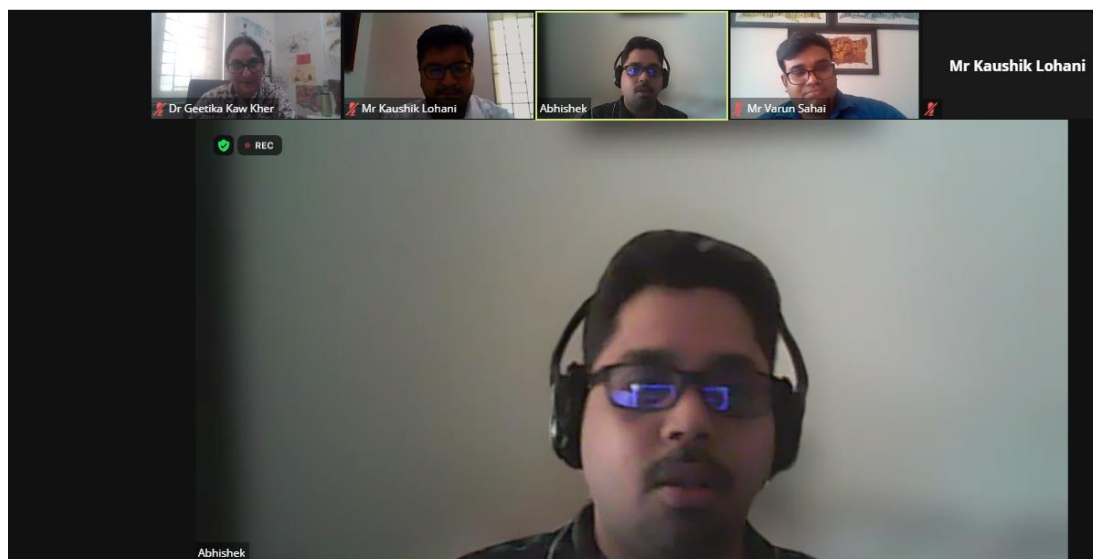 Dr Geetika Kaw Kher
Mr Kaushik Lohani
Abhishek
Mr Varun Sahai
Mr Kaushik Lohani
REC
Abhishek